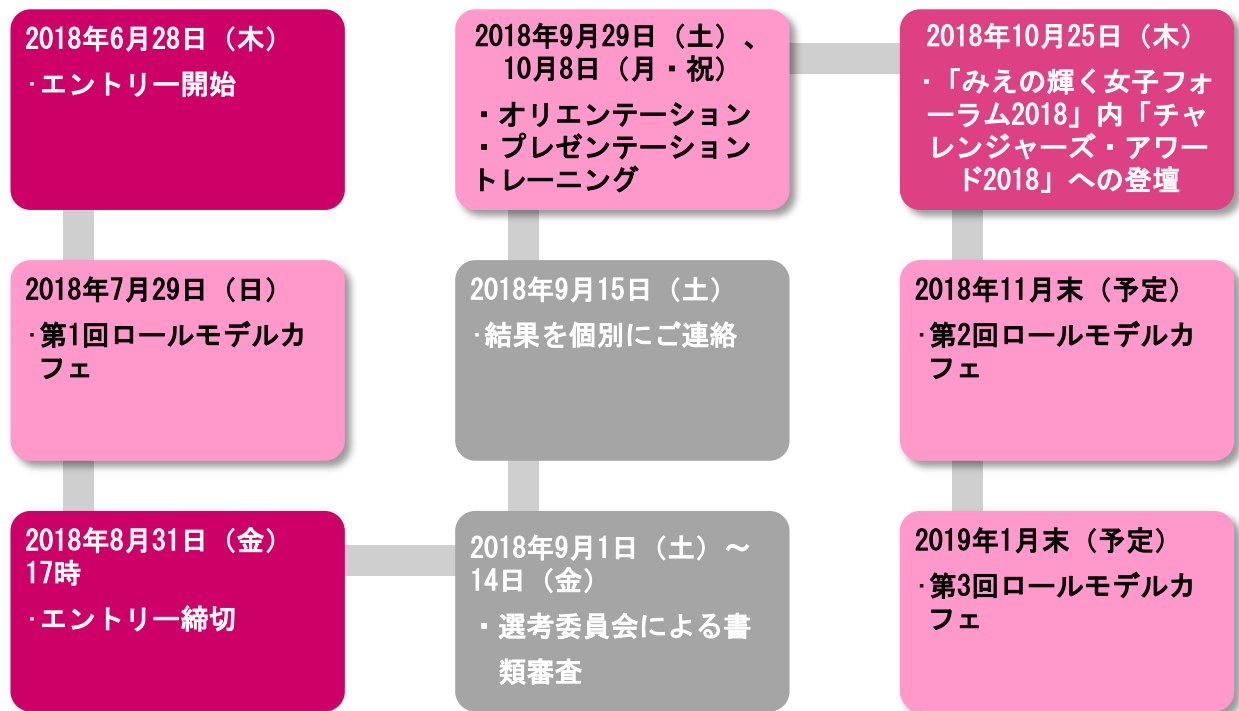 2018年6月28日（木）
・エントリー開始
2018年7月29日（日）
・第1回ロールモデルカ
フェ
2018年8月31日（金）
17時
・エントリー締切
2018年9月1日（土）～
14日（金）
・選考委員会による書
類審査
2018年9月15日（土）
・結果を個別にご連絡
2018年9月29日（土）、
10月8日（月・祝）
・オリエンテーション
・プレゼンテーション
トレーニング
2018年10月25日（木）
・「みえの輝く女子フォ
ーラム2018」内「チャ
レンジャーズ・アワー
ド2018」への登壇
2018年11月末（予定）
・第2回ロールモデルカ
フェ
2019年1月末（予定）
・第3回ロールモデルカ
フェ